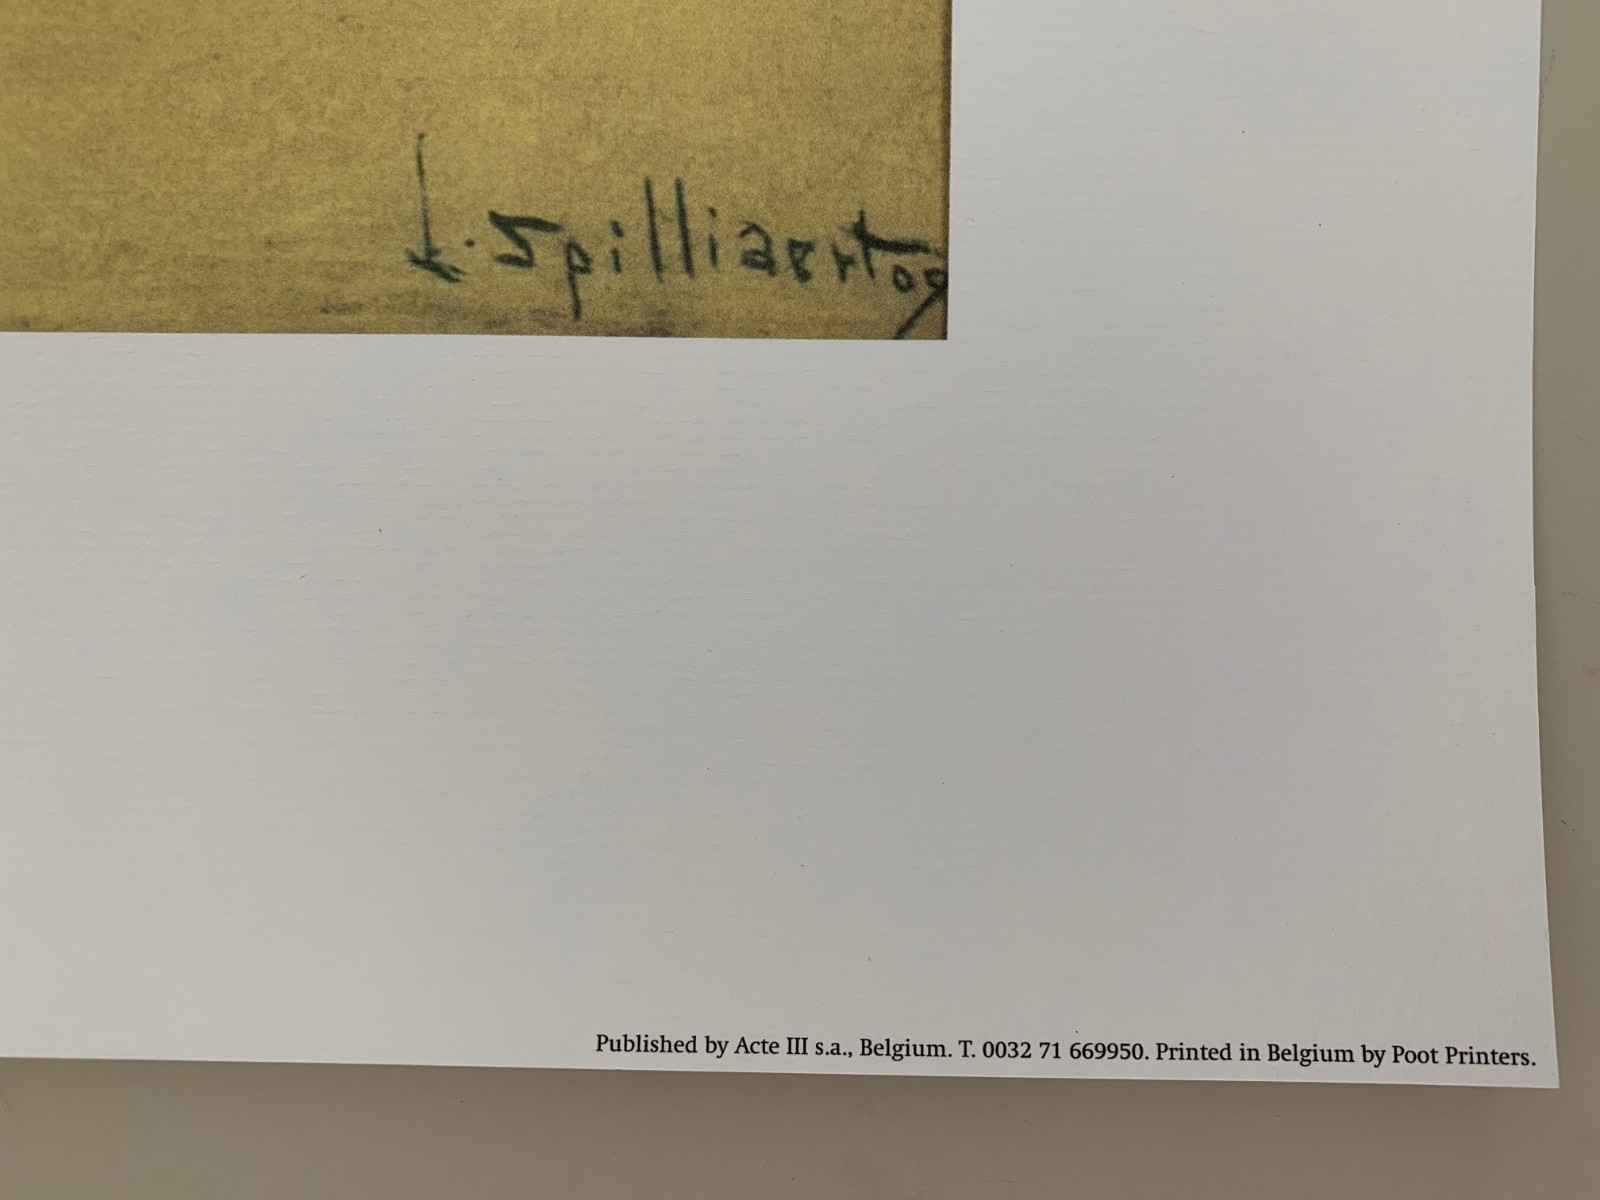 L. Spilliaert 09
Published by Acte III s.a., Belgium. T. 0032 71 669950. Printed in Belgium by Poot Printers.